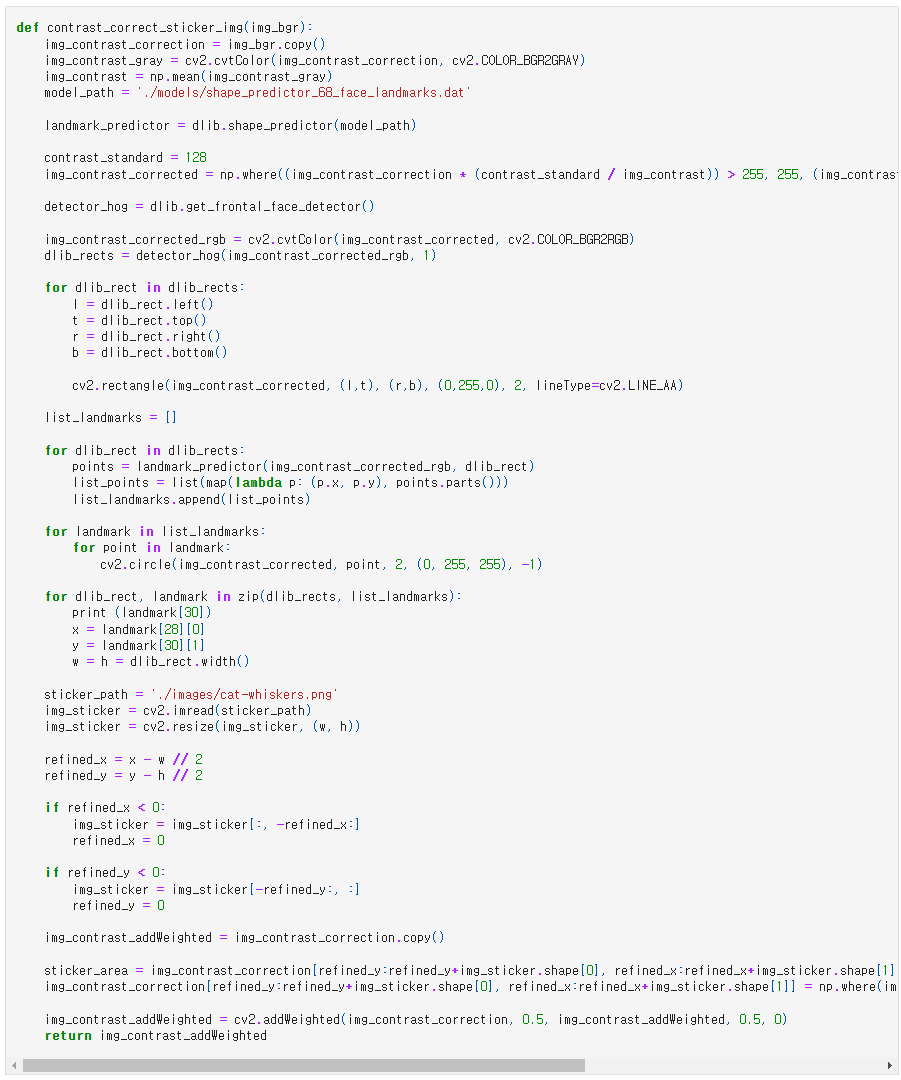 def contrast_correct_sticker_img(img_bgr):
    img_contrast_correction = img_bgr.copy()
    img_contrast_gray = cv2.cvtColor(img_contrast_correction, cv2.COLOR_BGR2GRAY)
    img_contrast = np.mean(img_contrast_gray)
    model_path = './models/shape_predictor_68_face_landmarks.dat'
    landmark_predictor = dlib.shape_predictor(model_path)
    contrast_standard = 128
    img_contrast_corrected = np.where((img_contrast_correction * (contrast_standard / img_contrast)) > 255, 255, (img_contras
    detector_hog = dlib.get_frontal_face_detector()
    img_contrast_corrected_rgb = cv2.cvtColor(img_contrast_corrected, cv2.COLOR_BGR2RGB)
    dlib_rects = detector_hog(img_contrast_corrected_rgb, 1)
    for dlib_rect in dlib_rects:
        l = dlib_rect.left()
        t = dlib_rect.top()
        r = dlib_rect.right()
        b = dlib_rect.bottom()
        cv2.rectangle(img_contrast_corrected, (l,t), (r,b), (0,255,0), 2, lineType=cv2.LINE_AA)
    list_landmarks = []
    for dlib_rect in dlib_rects:
        points = landmark_predictor(img_contrast_corrected_rgb, dlib_rect)
        list_points = list(map(lambda p: (p.x, p.y), points.parts()))
        list_landmarks.append(list_points)
    for landmark in list_landmarks:
        for point in landmark:
            cv2.circle(img_contrast_corrected, point, 2, (0, 255, 255), -1)
    for dlib_rect, landmark in zip(dlib_rects, list_landmarks):
        print (landmark[30])
        x = landmark[28][0]
        y = landmark[30][1]
        w = h = dlib_rect.width()
    sticker_path = './images/cat-whiskers.png'
    img_sticker = cv2.imread(sticker_path)
    img_sticker = cv2.resize(img_sticker, (w, h))
    refined_x = x - w // 2
    refined_y = y - h // 2
    if refined_x < 0:
        img_sticker = img_sticker[:, -refined_x:]
        refined_x = 0
    if refined_y < 0:
        img_sticker = img_sticker[-refined_y:, :]
        refined_y = 0
    img_contrast_addWeighted = img_contrast_correction.copy()
    sticker_area = img_contrast_correction[refined_y:refined_y+img_sticker.shape[0], refined_x:refined_x+img_sticker.shape[1]
    img_contrast_correction[refined_y:refined_y+img_sticker.shape[0], refined_x:refined_x+img_sticker.shape[1]] = np.where(im
    img_contrast_addWeighted = cv2.addWeighted(img_contrast_correction, 0.5, img_contrast_addWeighted, 0.5, 0)
    return img_contrast_addWeighted